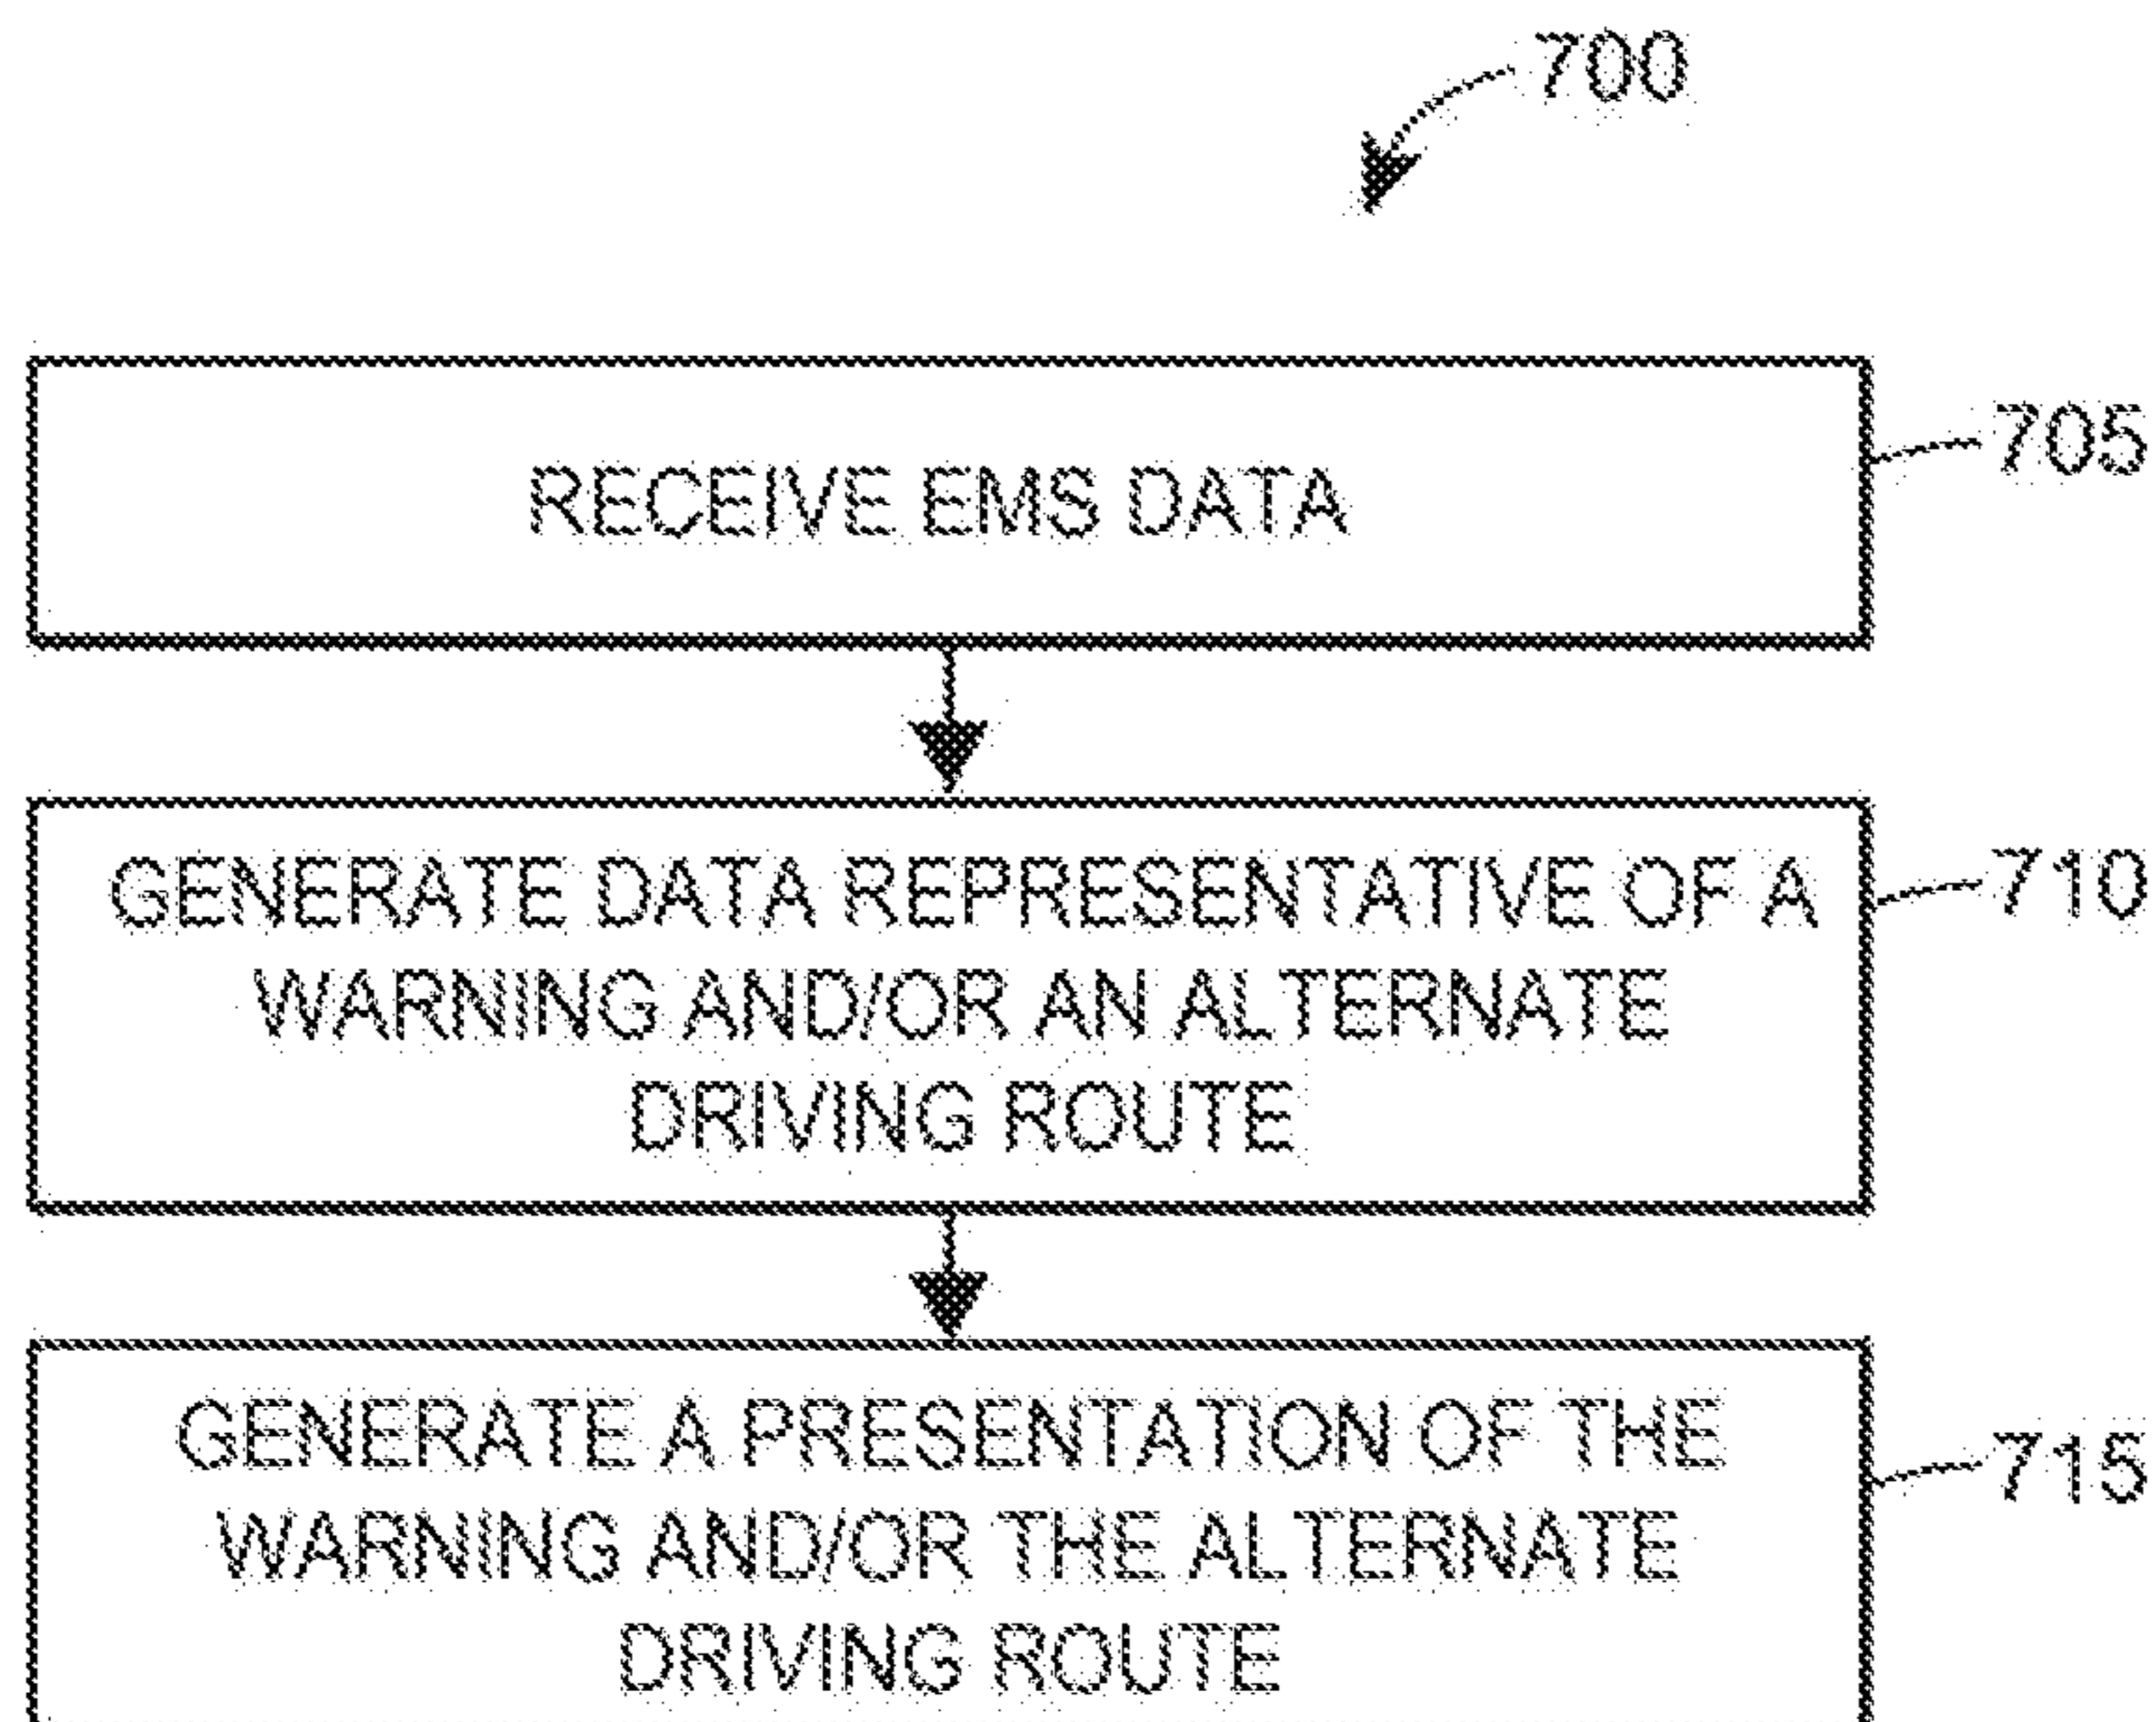 700
RECEIVE EMS DATA
705
GENERATE DATA REPRESENTATIVE OF A
WARNING AND/OR AN ALTERNATE
DRIVING ROUTE
710
GENERATE A PRESENTATION OF THE
WARNING AND/OR THE ALTERNATE
DRIVING ROUTE
715